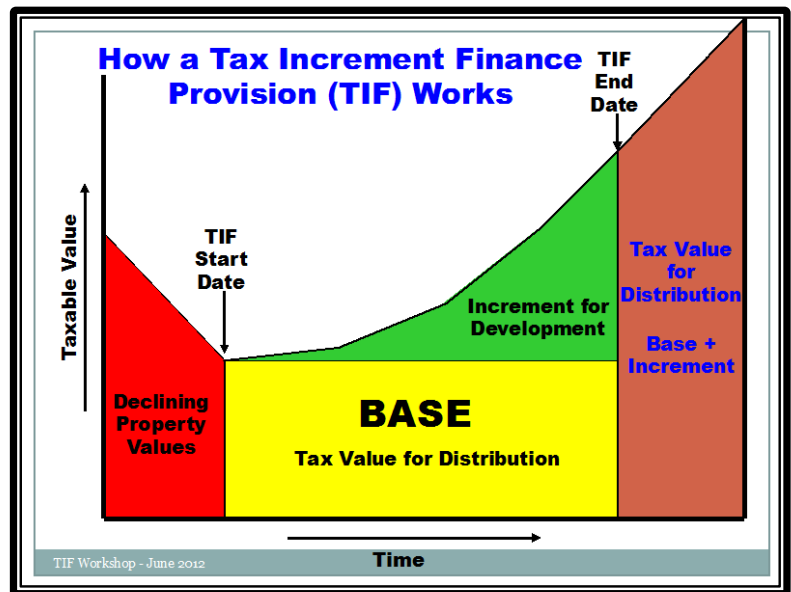 How a Tax Increment Finance
Provision (TIF) Works
TIF
End
Date
TIF
Start
Date
Taxable Value
Tax Value
for
Distribution
Base +
Increment
Increment for
Development
Declining
Property
Values
BASE
Tax Value for Distribution
Time
TIF Workshop - June 2012